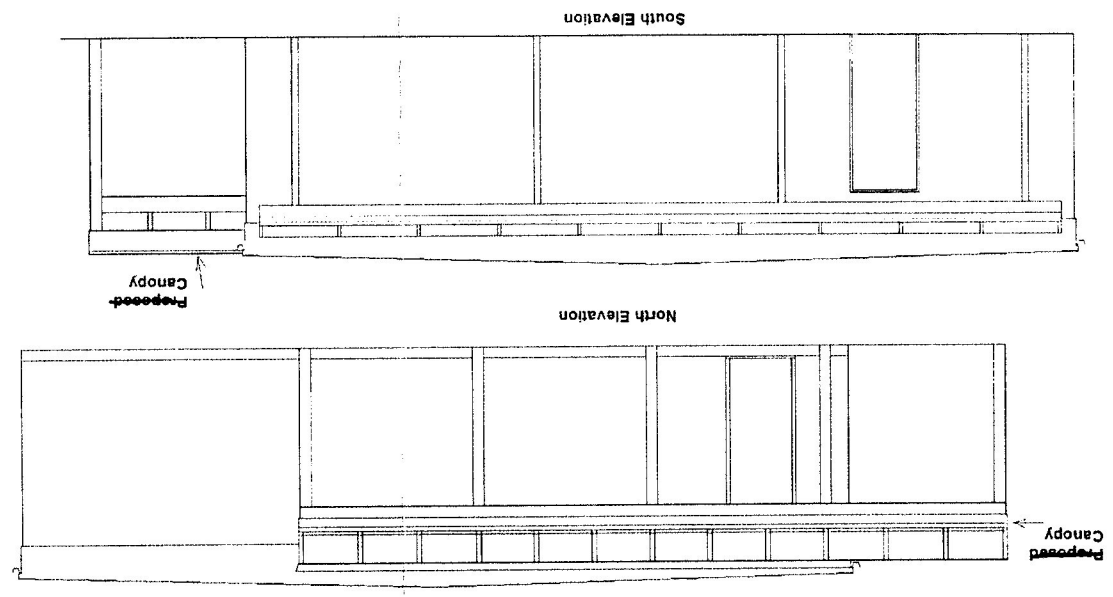 Proposed
Canopy
North Elevation
Proposed
Canopy
South Elevation